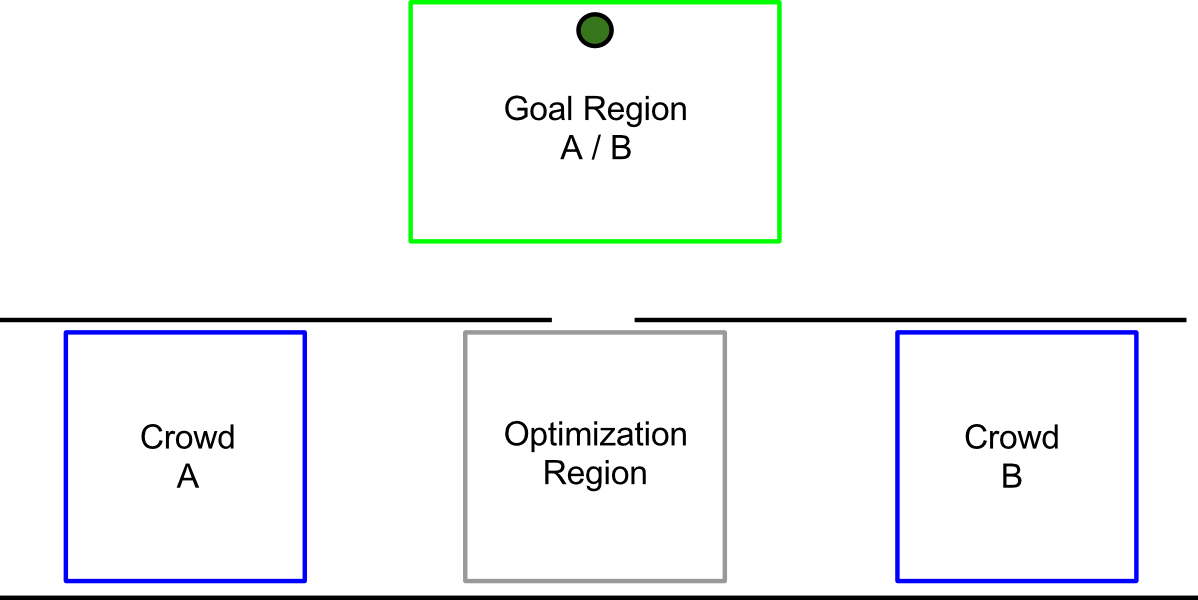 Goal Region
A / B
Crowd
A
Optimization
Region
Crowd
B